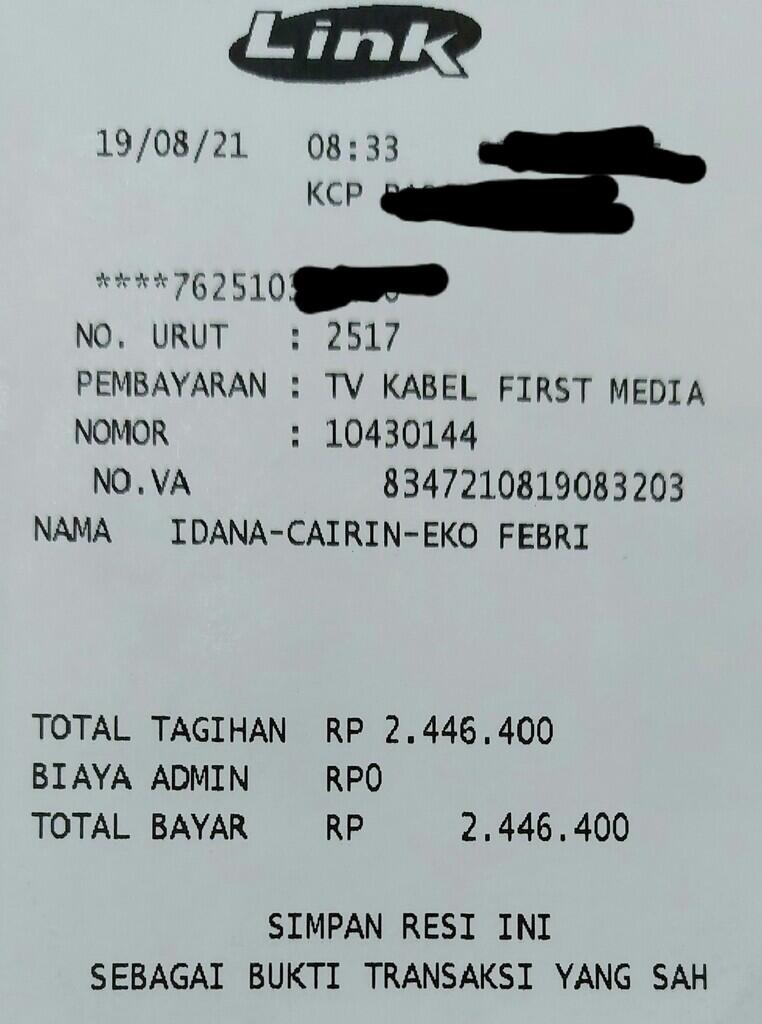 Link
19/08/21 08:33
KCP
****7625103
NO. URUT : 2517
PEMBAYARAN : TV KABEL FIRST MEDIA
NOMOR : 10430144
NO.VA 8347210819083203
NAMA IDANA-CAIRIN-EKO FEBRI
TOTAL TAGIHAN RP 2.446.400
BIAYA ADMIN RP0
TOTAL BAYAR RP 2.446.400
SIMPAN RESI INI
SEBAGAI BUKTI TRANSAKSI YANG SAH